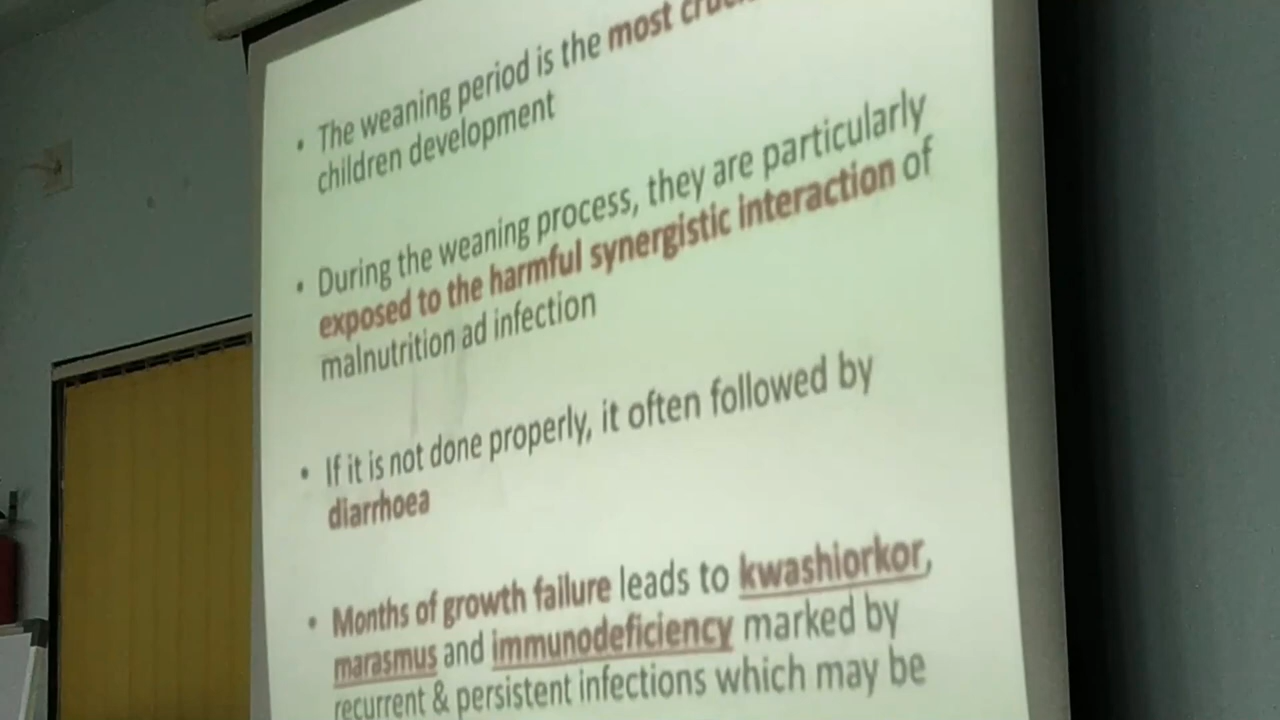 • The weaning period is the most
children development
• During the weaning process, they are particularly
exposed to the harmful synergistic interaction of
malnutrition ad infection
• If it is not done properly, it often followed by
diarrhoea
• Months of growth failure leads to kwashiorkor,
marasmus and immunodeficiency marked by
recurrent & persistent infections which may be